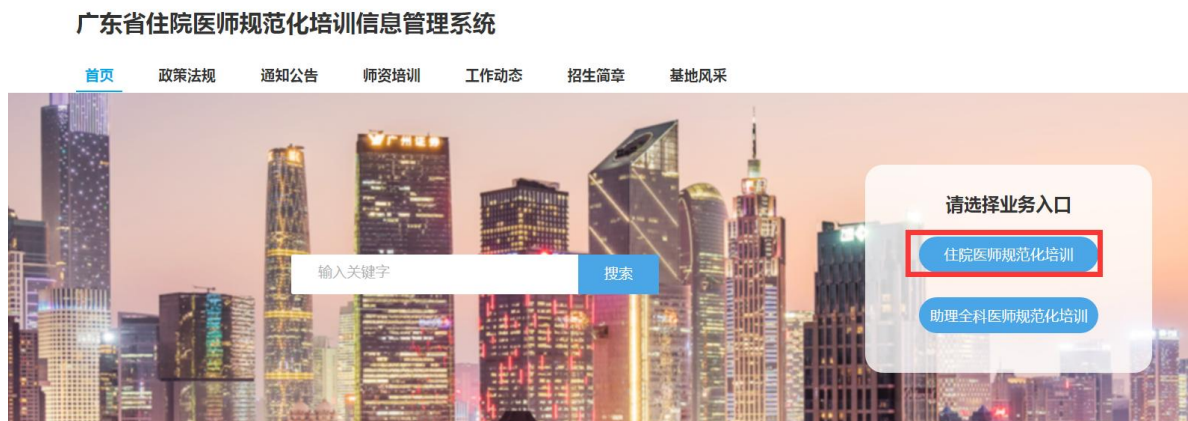 广东省住院医师规范化培训信息管理系统
首页 政策法规 通知公告 师资培训 工作动态 招生简章 基地风采
广州证券
请选择业务入口
住院医师规范化培训
输入关键字 搜索
助理全科医师规范化培训